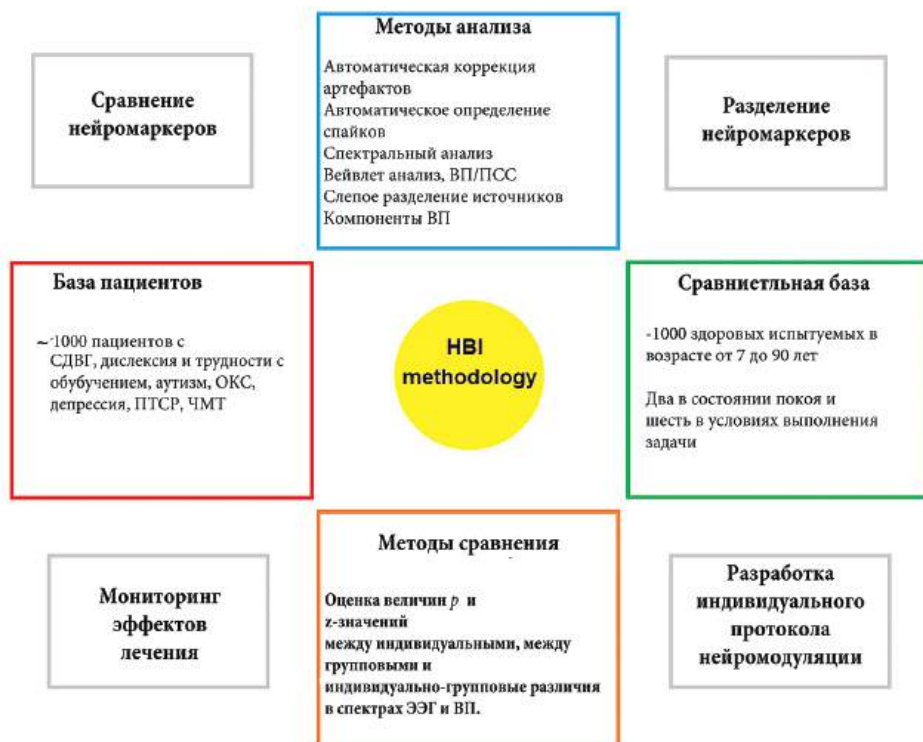 Сравнение
нейромаркеров
Методы анализа
Автоматическая коррекция
артефактов
Автоматическое определение
спайков
Спектральный анализ
Вейвлет анализ, ВП/ПСС
Слепое разделение источников
Компоненты ВП
Разделение
нейромаркеров
База пациентов
~1000 пациентов с
СДВГ, дислексия и трудности с
обубучением, аутизм, ОКС,
депрессия, ПТСР, ЧМТ
HBI
methodology
Сравниетльная база
-1000 здоровых испытуемых в
возрасте от 7 до 90 лет
Два в состоянии покоя и
шесть в условиях выполнения
задачи
Мониторинг
эффектов
лечения
Методы сравнения
Оценка величин p и
z-значений
между индивидуальными, между
групповыми и
индивидуально-групповые различия
в спектрах ЭЭГ и ВП.
Разработка
индивидуального
протокола
нейромодуляции